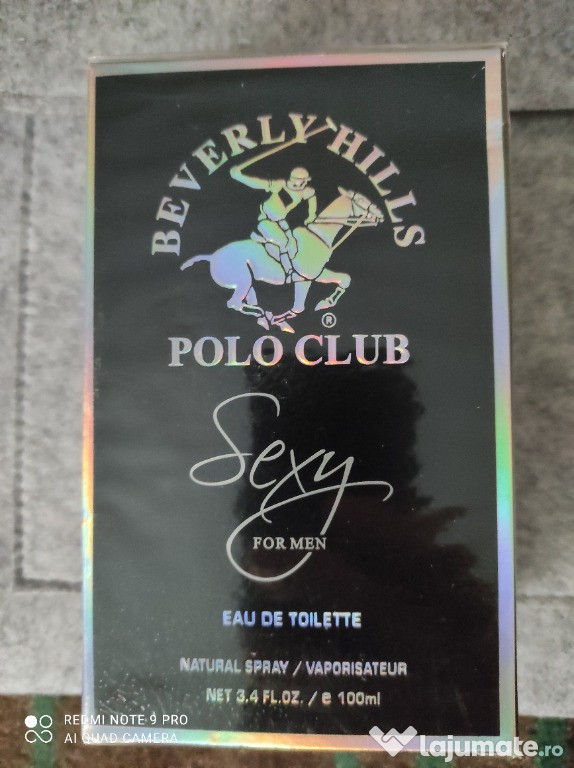 BEVERLY HILLS
®
POLO CLUB
Sexy
FOR MEN
EAU DE TOILETTE
NATURAL SPRAY / VAPORISATEUR
NET 3.4 FL.OZ. / e 100ml
REDMI NOTE 9 PRO
AI QUAD CAMERA
lajumate.ro